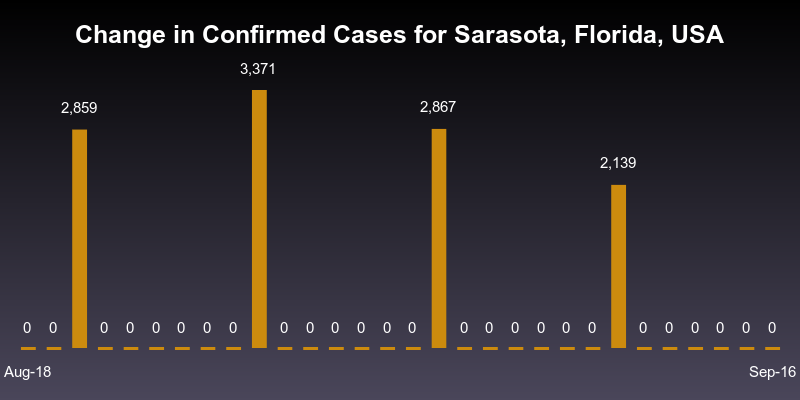 Change in Confirmed Cases for Sarasota, Florida, USA
3,371
2,859
2,867
2,139
0 0 0 0 0 0 0 0 0 0 0 0 0 0 0 0 0 0 0 0 0 0 0 0 0 0
Aug-18 Sep-16